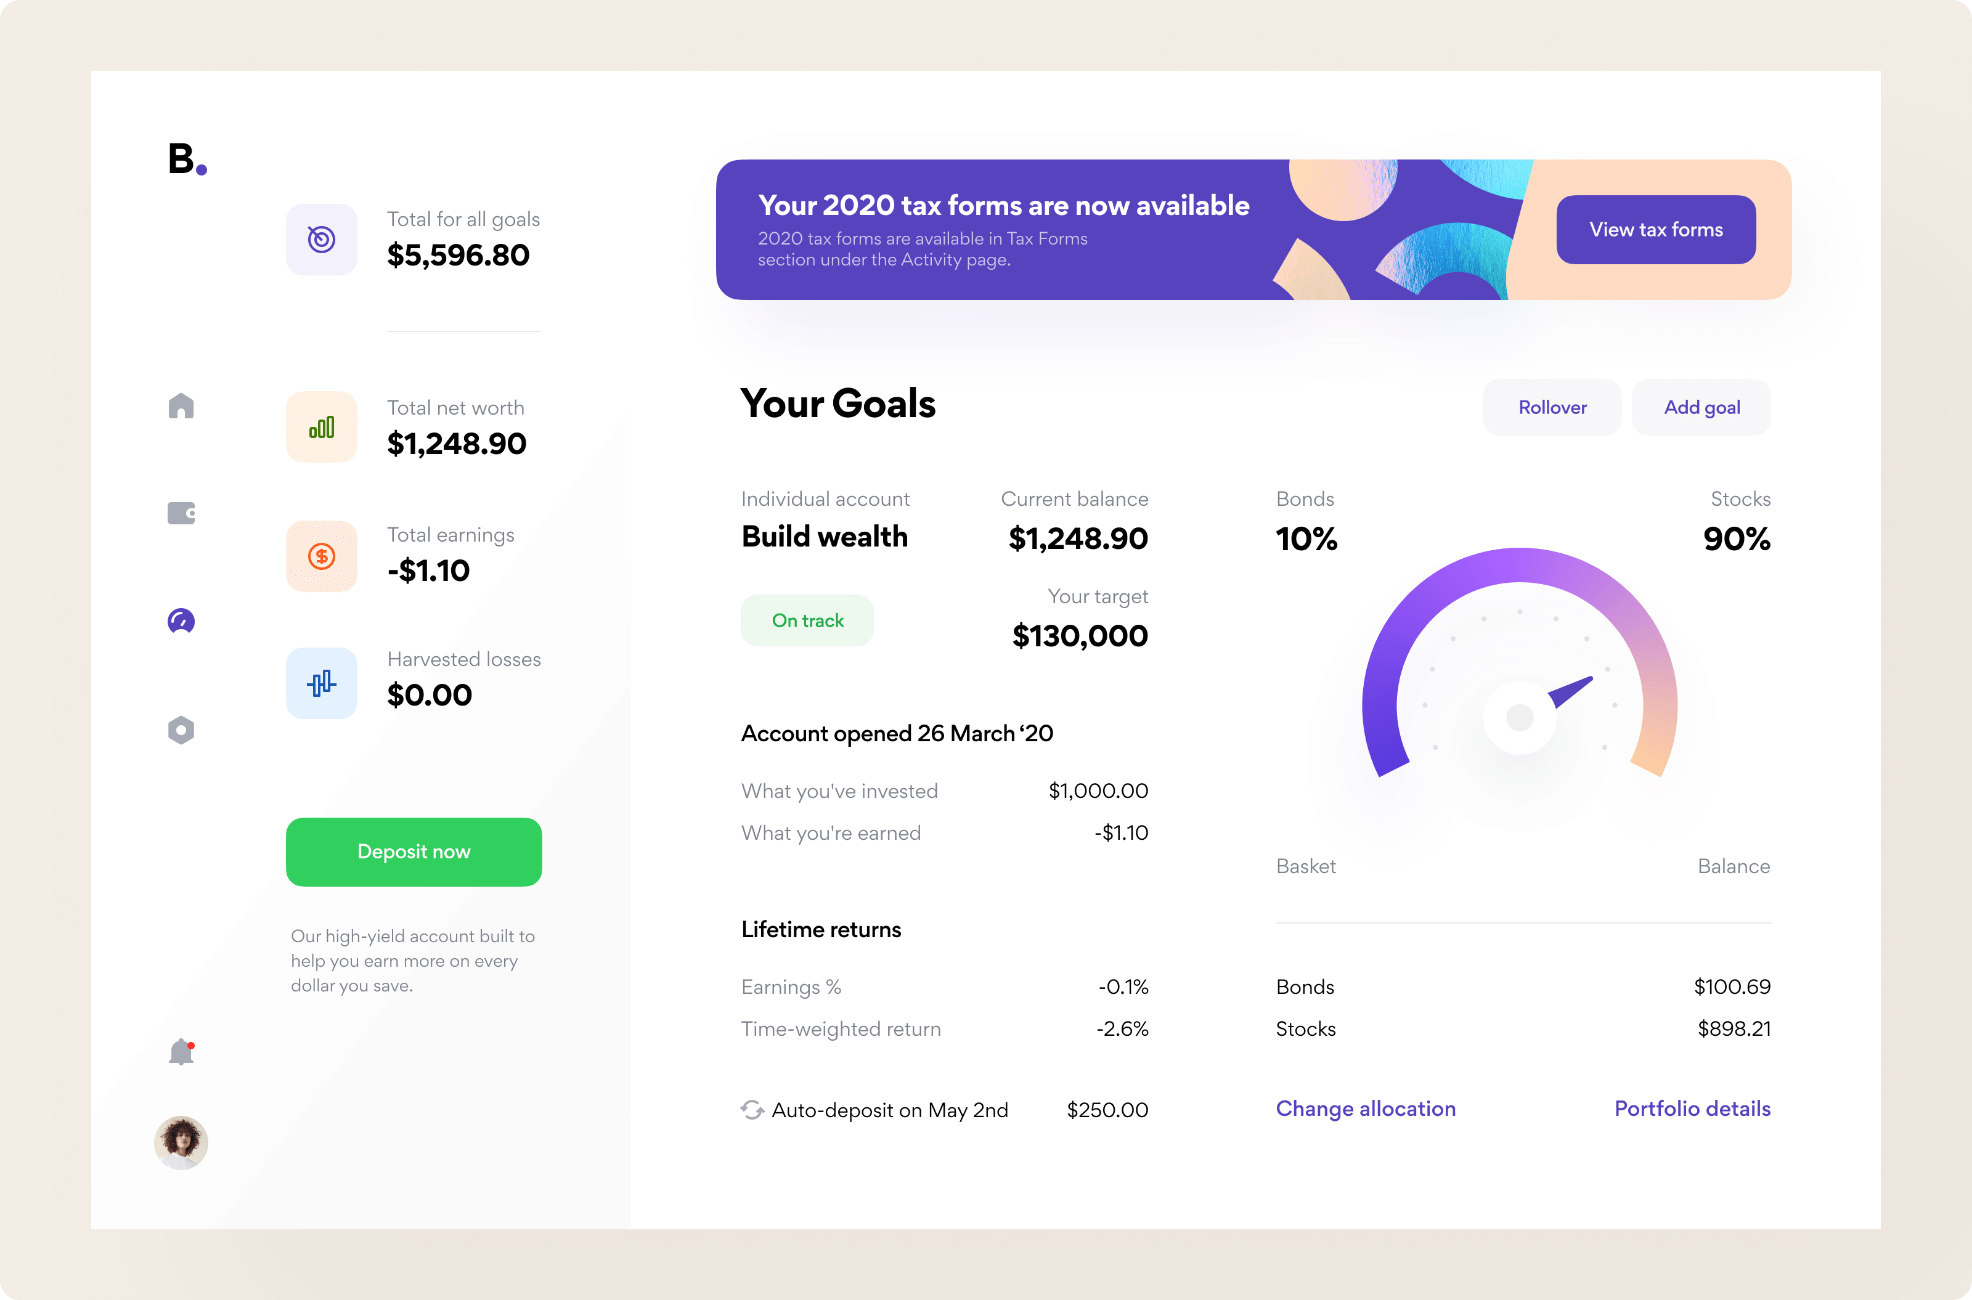 B.
Total for all goals
$5,596.80
Total net worth
$1,248.90
Total earnings
-$1.10
Harvested losses
$0.00
Deposit now
Our high-yield account built to
help you earn more on every
dollar you save.
Your 2020 tax forms are now available
2020 tax forms are available in Tax Forms
section under the Activity page.
View tax forms
Your Goals
Rollover
Add goal
Individual account
Build wealth
On track
Current balance
$1,248.90
Your target
$130,000
Account opened 26 March ‘20
What you've invested $1,000.00
What you're earned -$1.10
Lifetime returns
Earnings % -0.1%
Time-weighted return -2.6%
Auto-deposit on May 2nd $250.00
Bonds
10%
Stocks
90%
Basket Balance
Bonds $100.69
Stocks $898.21
Change allocation Portfolio details